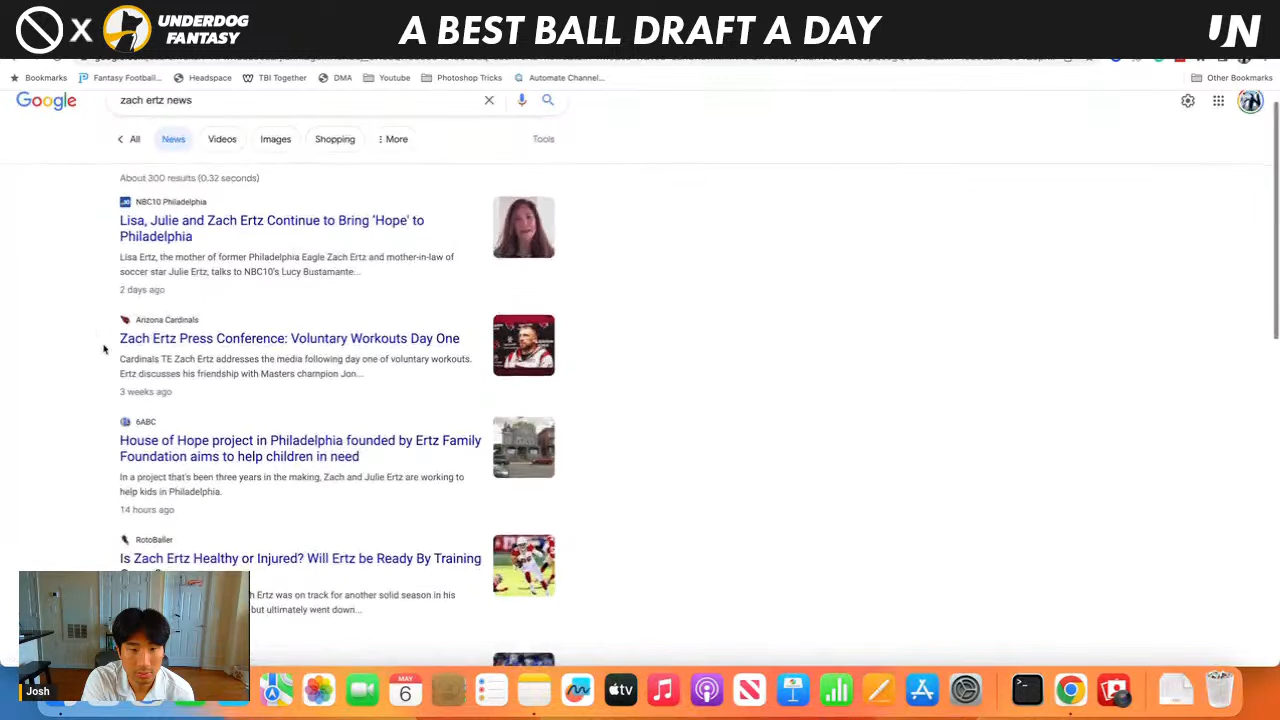 X UNDERDOG FANTASY
A BEST BALL DRAFT A DAY
UN
Bookmarks
Fantasy Football...
Headspace
TBI Together
DMA
Youtube
Photoshop Tricks
Automate Channel...
Other Bookmarks
Google
zach ertz news
All
News
Videos
Images
Shopping
More
Tools
About 300 results (0.32 seconds)
NBC10 Philadelphia
Lisa, Julie and Zach Ertz Continue to Bring 'Hope' to
Philadelphia
Lisa Ertz, the mother of former Philadelphia Eagle Zach Ertz and mother-in-law of
soccer star Julie Ertz, talks to NBC10's Lucy Bustamante...
2 days ago
Arizona Cardinals
Zach Ertz Press Conference: Voluntary Workouts Day One
Cardinals TE Zach Ertz addresses the media following day one of voluntary workouts.
Ertz discusses his friendship with Masters champion Jon...
3 weeks ago
6ABC
House of Hope project in Philadelphia founded by Ertz Family
Foundation aims to help children in need
In a project that's been three years in the making, Zach and Julie Ertz are working to
help kids in Philadelphia.
14 hours ago
RotoBaller
Is Zach Ertz Healthy or Injured? Will Ertz be Ready By Training
h Ertz was on track for another solid season in his
but ultimately went down...
Josh
MAY
6
tv